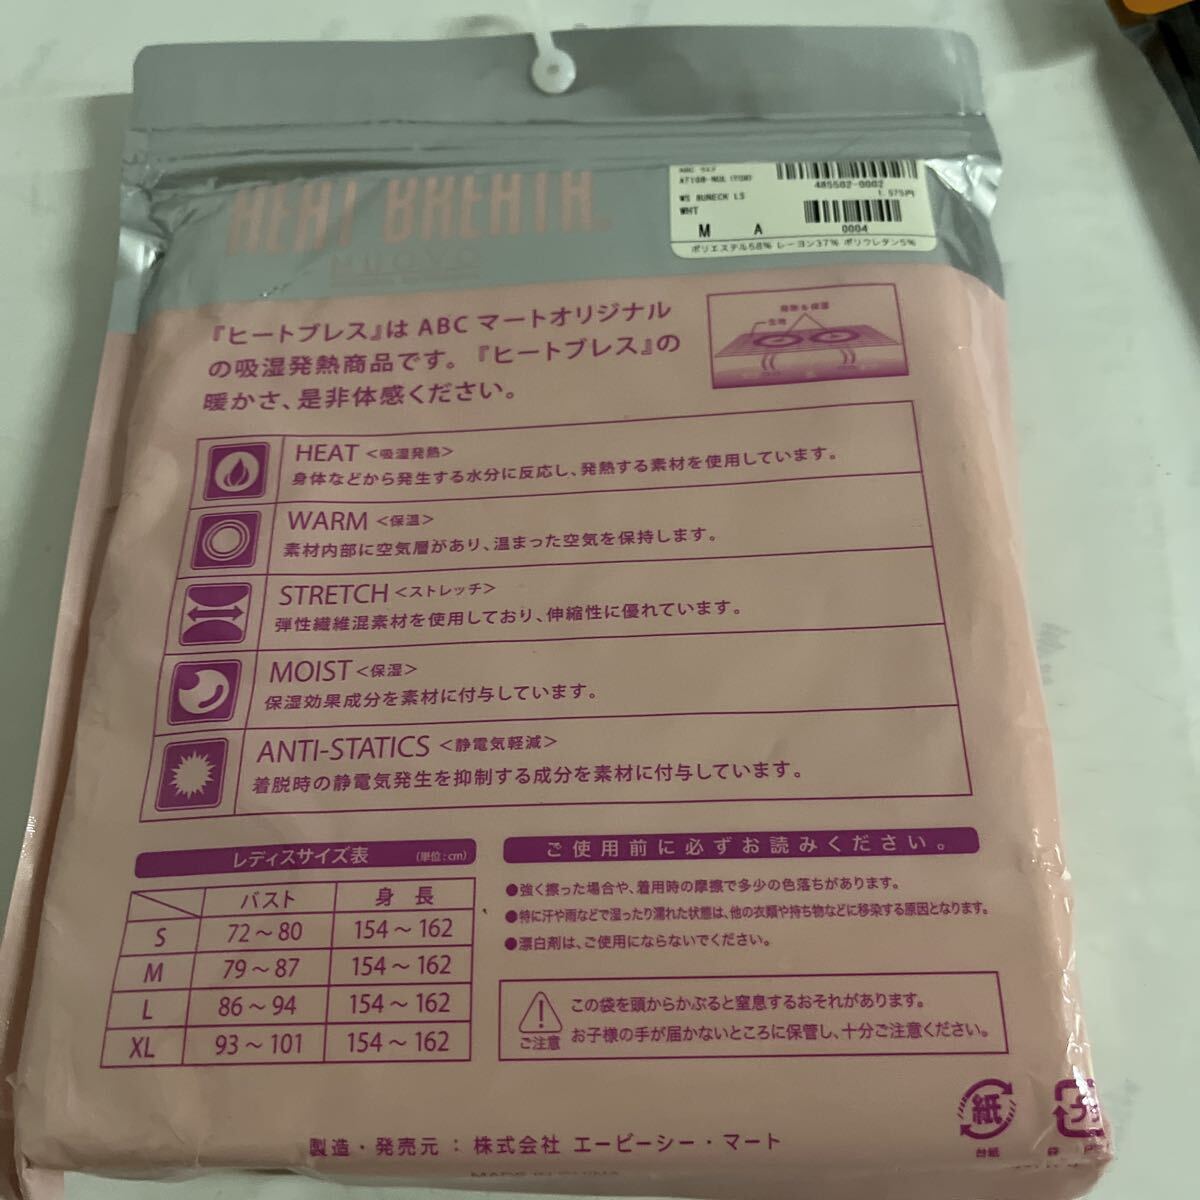 HEAT BREATH
485502-0002
1,575円
WS 8UNECK LS
WHT
M A
0004
ポリエステル58% レーヨン37% ポリウレタン5%
『ヒートブレス』は ABC マートオリジナル
の吸湿発熱商品です。『ヒートブレス』の
暖かさ、是非体感ください。
発熱&保温
生地
HEAT <吸湿発熱>
身体などから発生する水分に反応し、発熱する素材を使用しています。
WARM <保温>
素材内部に空気層があり、温まった空気を保持します。
STRETCH <ストレッチ>
弾性繊維混素材を使用しており、伸縮性に優れています。
MOIST <保湿>
保湿効果成分を素材に付与しています。
ANTI-STATICS <静電気軽減>
着脱時の静電気発生を抑制する成分を素材に付与しています。
レディスサイズ表 (単位:cm)
バスト 身 長
S 72~80 154~162
M 79~87 154~162
L 86~94 154~162
XL 93~101 154~162
ご使用前に必ずお読みください。
●強く擦った場合や、着用時の摩擦で多少の色落ちがあります。
●特に汗や雨などで湿ったり濡れた状態は、他の衣類や持ち物などに移染する原因となります。
●漂白剤は、ご使用にならないでください。
ご注意
この袋を頭からかぶると窒息するおそれがあります。
お子様の手が届かないところに保管し、十分ご注意ください。
紙
台紙
製造・発売元 : 株式会社 エービーシー・マート